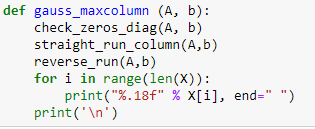 def gauss_maxcolumn (A, b):
    check_zeros_diag(A, b)
    straight_run_column(A,b)
    reverse_run(A,b)
    for i in range(len(X)):
        print("%.18f" % X[i], end=" ")
    print('\n')